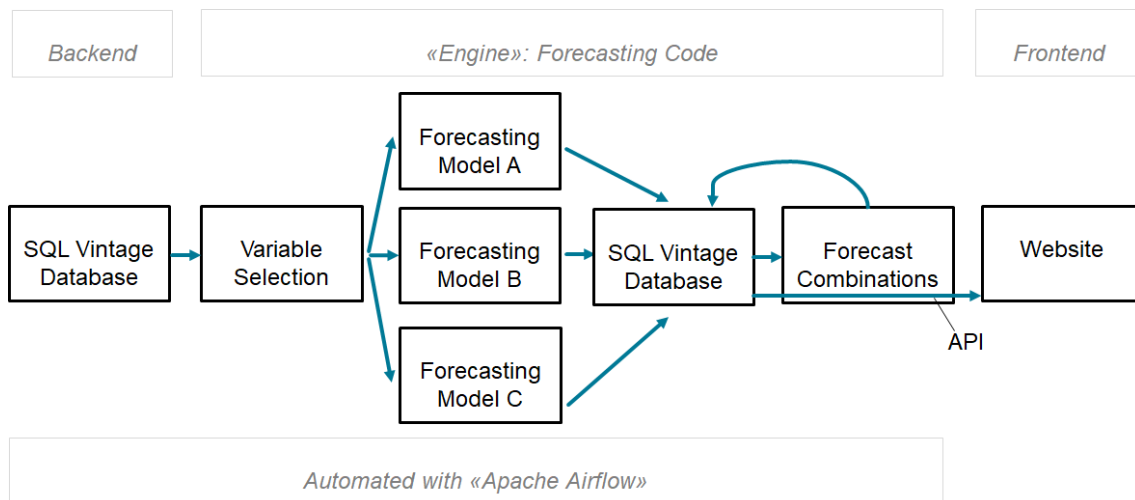 Backend
«Engine»: Forecasting Code
Frontend
Forecasting
Model A
SQL Vintage
Database
Variable
Selection
Forecasting
Model B
SQL Vintage
Database
Forecast
Combinations
Website
API
Forecasting
Model C
Automated with «Apache Airflow»